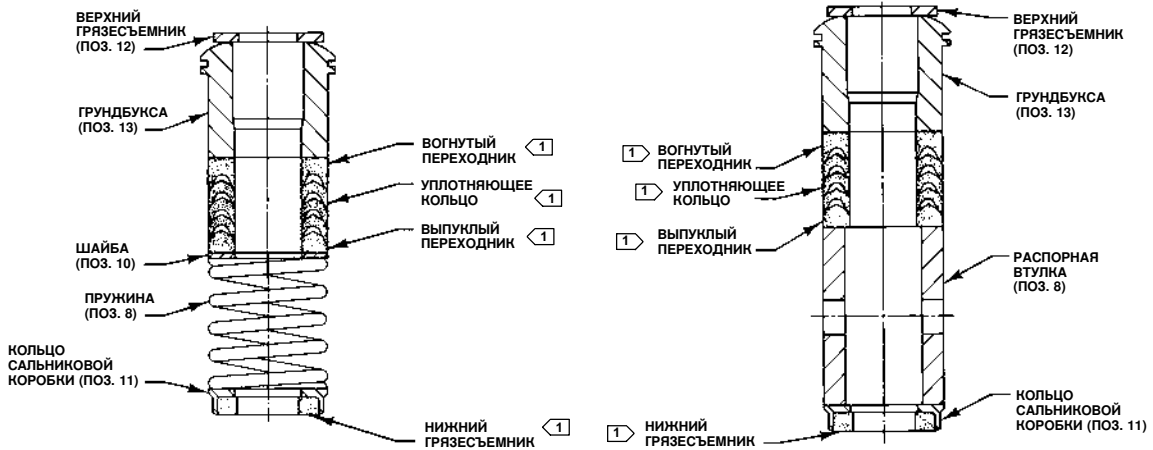 ВЕРХНИЙ
ГРЯЗЕСЪЕМНИК
(ПОЗ. 12)
ГРУНДБУКСА
(ПОЗ. 13)
ВОГНУТЫЙ
ПЕРЕХОДНИК
1
УПЛОТНЯЮЩЕЕ
КОЛЬЦО
1
ВЫПУКЛЫЙ
ПЕРЕХОДНИК
1
ШАЙБА
(ПОЗ. 10)
ПРУЖИНА
(ПОЗ. 8)
КОЛЬЦО
САЛЬНИКОВОЙ
КОРОБКИ (ПОЗ. 11)
НИЖНИЙ
ГРЯЗЕСЪЕМНИК
1
ВЕРХНИЙ
ГРЯЗЕСЪЕМНИК
(ПОЗ. 12)
ГРУНДБУКСА
(ПОЗ. 13)
1 ВОГНУТЫЙ
ПЕРЕХОДНИК
1 УПЛОТНЯЮЩЕЕ
КОЛЬЦО
1 ВЫПУКЛЫЙ
ПЕРЕХОДНИК
РАСПОРНАЯ
ВТУЛКА
(ПОЗ. 8)
КОЛЬЦО
САЛЬНИКОВОЙ
КОРОБКИ (ПОЗ. 11)
1 НИЖНИЙ
ГРЯЗЕСЪЕМНИК